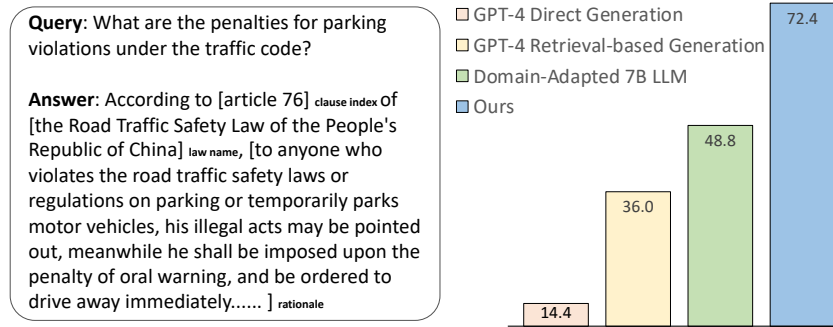 Query: What are the penalties for parking
violations under the traffic code?
Answer: According to [article 76] clause index of
[the Road Traffic Safety Law of the People's
Republic of China] law name, [to anyone who
violates the road traffic safety laws or
regulations on parking or temporarily parks
motor vehicles, his illegal acts may be pointed
out, meanwhile he shall be imposed upon the
penalty of oral warning, and be ordered to
drive away immediately...... ] rationale
GPT-4 Direct Generation
GPT-4 Retrieval-based Generation
Domain-Adapted 7B LLM
Ours
14.4
36.0
48.8
72.4